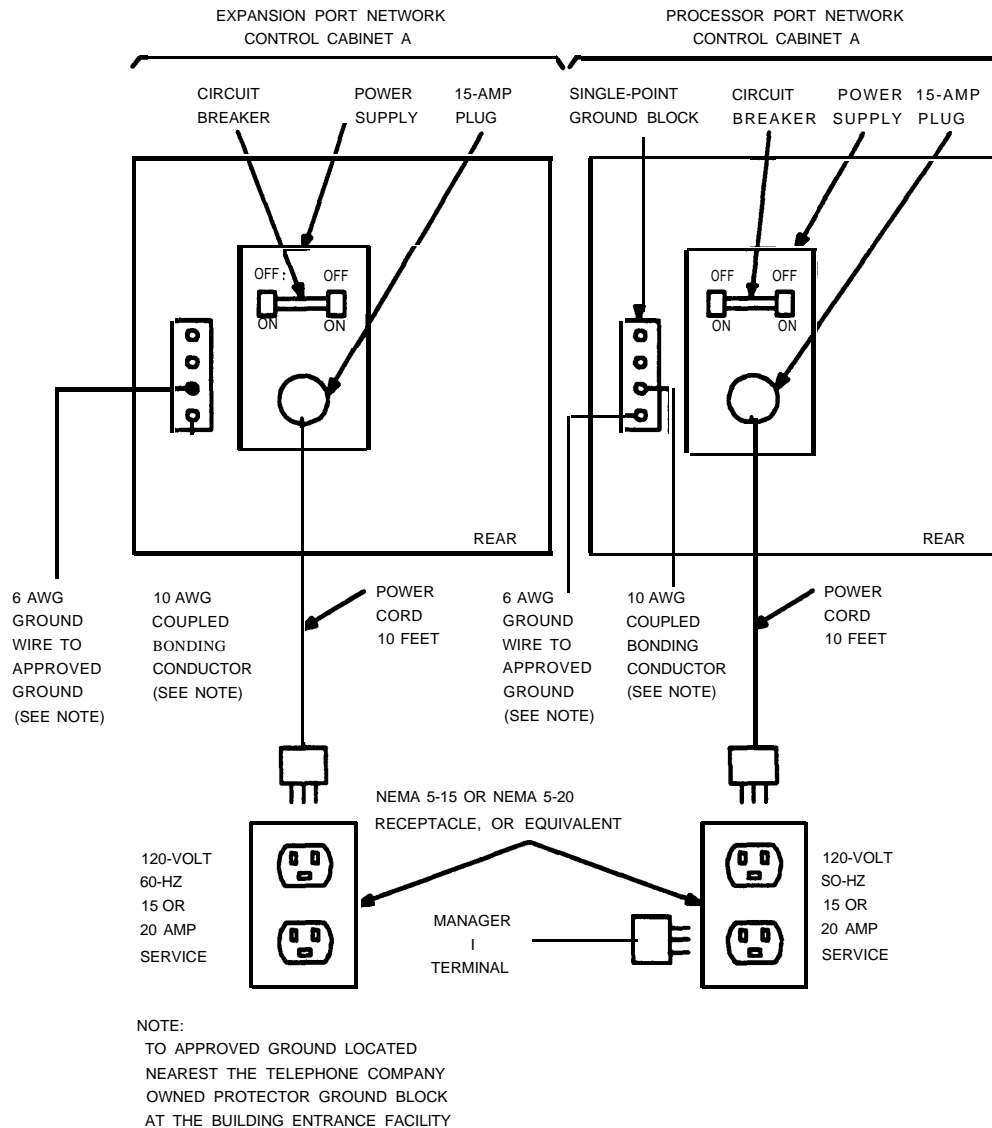 EXPANSION PORT NETWORK
CONTROL CABINET A
PROCESSOR PORT NETWORK
CONTROL CABINET A
CIRCUIT
BREAKER
POWER
SUPPLY
15-AMP
PLUG
SINGLE-POINT
GROUND BLOCK
CIRCUIT
BREAKER
POWER
SUPPLY
15-AMP
PLUG
OFF: OFF
ON ON
OFF OFF
ON ON
REAR
REAR
6 AWG
GROUND
WIRE TO
APPROVED
GROUND
(SEE NOTE)
10 AWG
COUPLED
BONDING
CONDUCTOR
(SEE NOTE)
POWER
CORD
10 FEET
6 AWG
GROUND
WIRE TO
APPROVED
GROUND
(SEE NOTE)
10 AWG
COUPLED
BONDING
CONDUCTOR
(SEE NOTE)
POWER
CORD
10 FEET
NEMA 5-15 OR NEMA 5-20
RECEPTACLE, OR EQUIVALENT
120-VOLT
60-HZ
15 OR
20 AMP
SERVICE
MANAGER
I
TERMINAL
120-VOLT
SO-HZ
15 OR
20 AMP
SERVICE
NOTE:
TO APPROVED GROUND LOCATED
NEAREST THE TELEPHONE COMPANY
OWNED PROTECTOR GROUND BLOCK
AT THE BUILDING ENTRANCE FACILITY